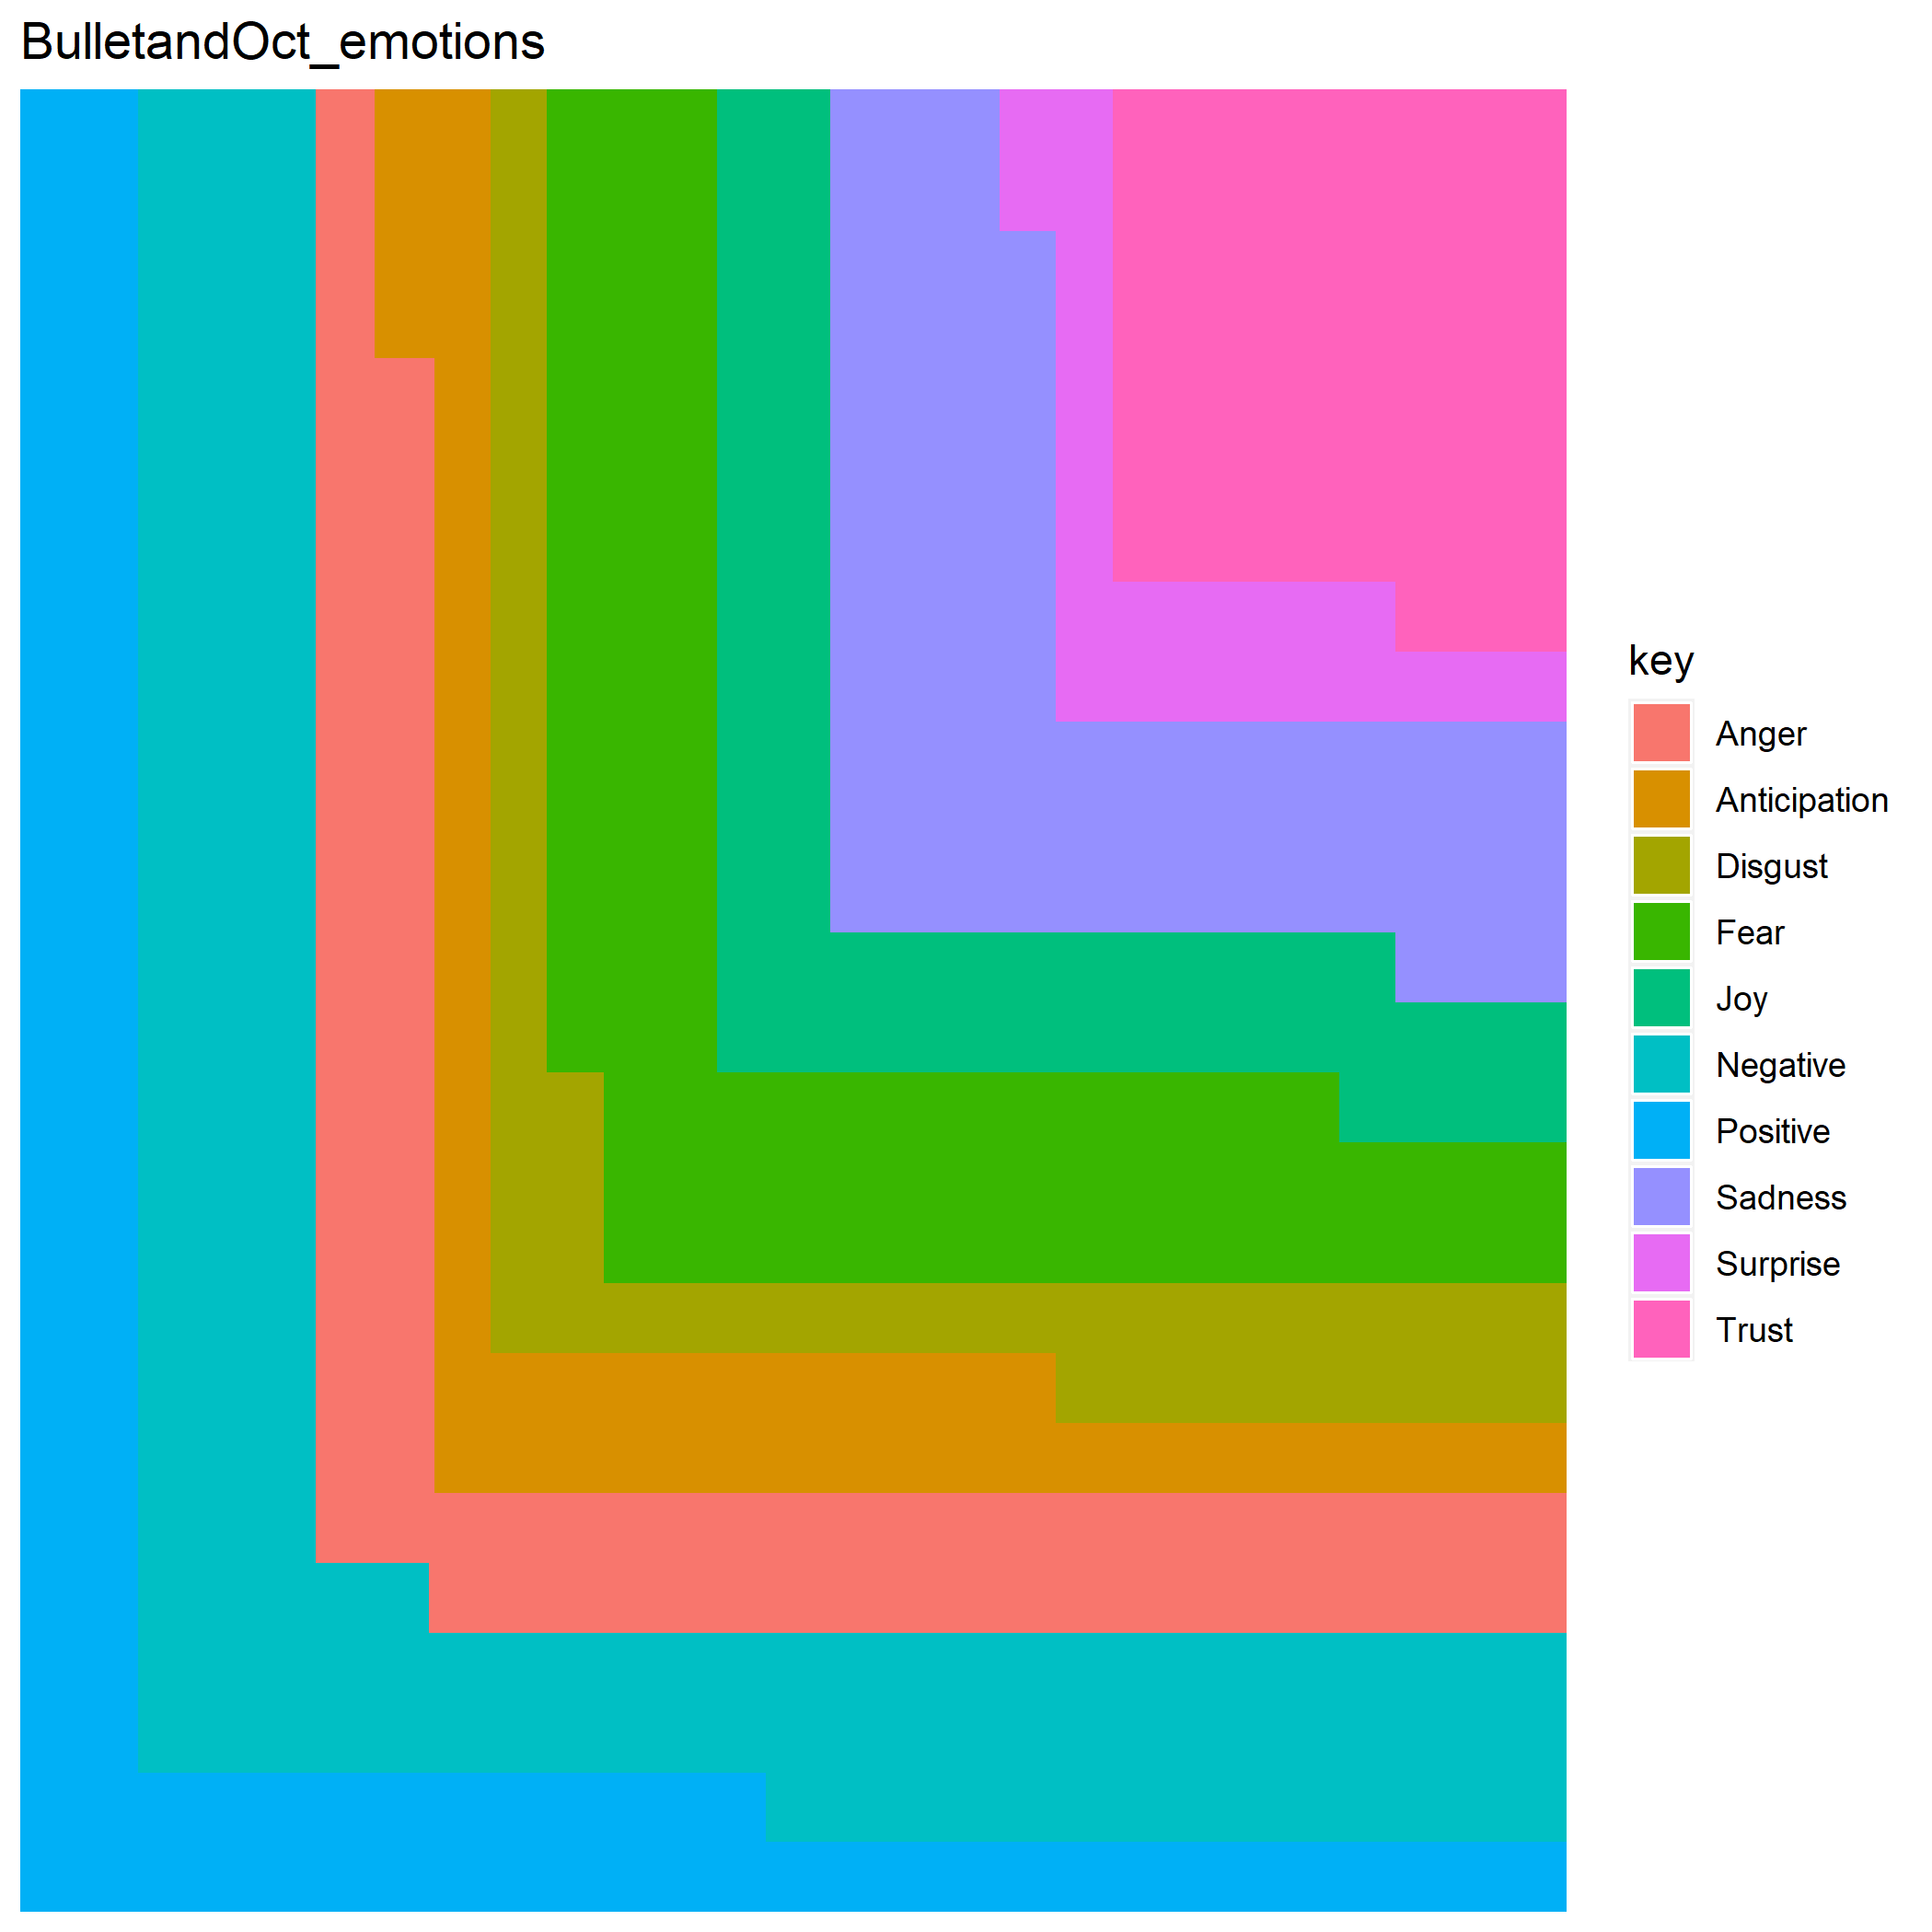 BulletandOct_emotions
key
Anger
Anticipation
Disgust
Fear
Joy
Negative
Positive
Sadness
Surprise
Trust